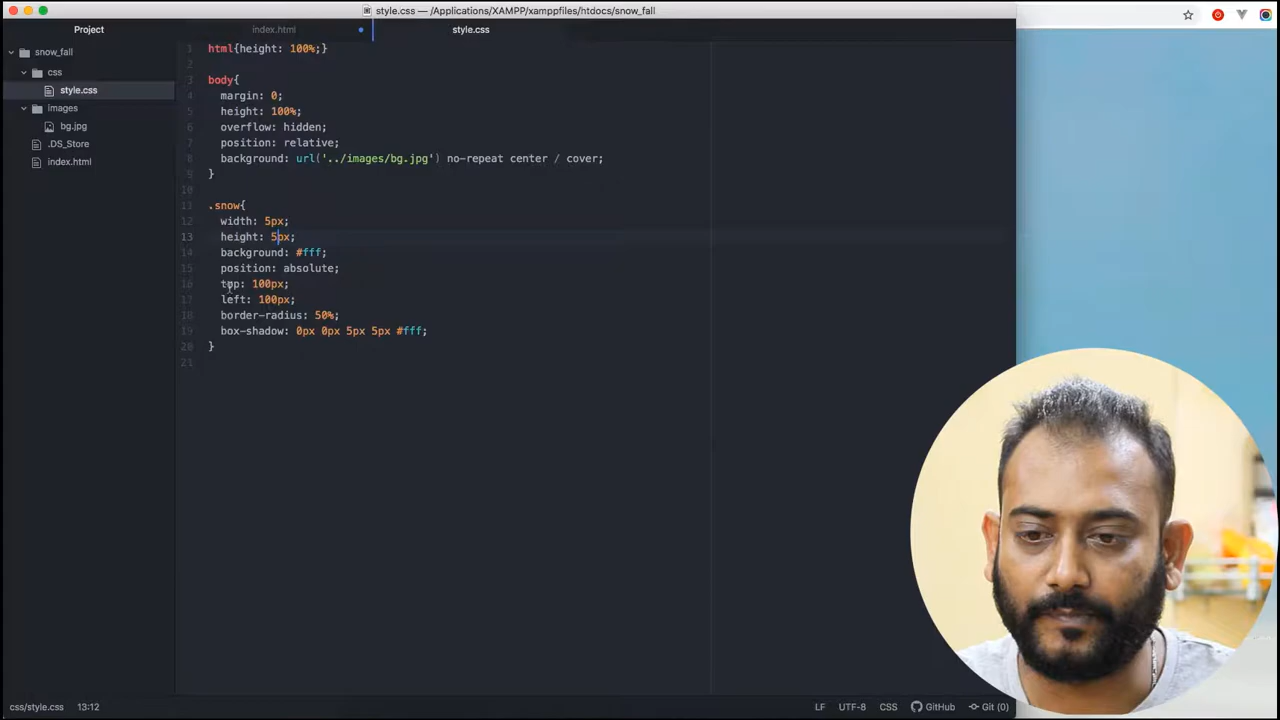 style.css — /Applications/XAMPP/xamppfiles/htdocs/snow_fall
Project
index.html
style.css
snow_fall
css
style.css
images
bg.jpg
.DS_Store
index.html
1 html{height: 100%;}
2
3 body{
4 margin: 0;
5 height: 100%;
6 overflow: hidden;
7 position: relative;
8 background: url('../images/bg.jpg') no-repeat center / cover;
9 }
10
11 .snow{
12 width: 5px;
13 height: 5px;
14 background: #fff;
15 position: absolute;
16 top: 100px;
17 left: 100px;
18 border-radius: 50%;
19 box-shadow: 0px 0px 5px 5px #fff;
20 }
21
css/style.css 13:12 LF UTF-8 CSS GitHub Git (0)